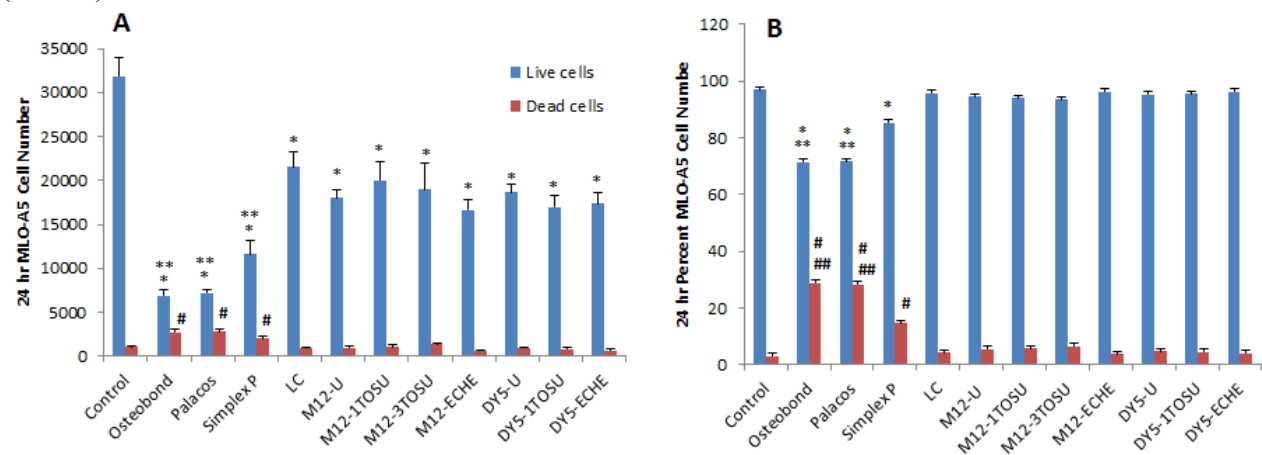 A
35000
30000
25000
20000
15000
10000
5000
0
24 hr MLO-A5 Cell Number
Live cells
Dead cells
**
*
#
**
*
#
**
*
#
*
*
*
*
*
*
*
*
Control
Osteobond
Palacos
Simplex P
LC
M12-U
M12-1TOSU
M12-3TOSU
M12-ECHE
DY5-U
DY5-1TOSU
DY5-ECHE
B
120
100
80
60
40
20
0
24 hr Percent MLO-A5 Cell Numbe
*
**
#
##
*
**
#
##
*
#
Control
Osteobond
Palacos
Simplex P
LC
M12-U
M12-1TOSU
M12-3TOSU
M12-ECHE
DY5-U
DY5-1TOSU
DY5-ECHE